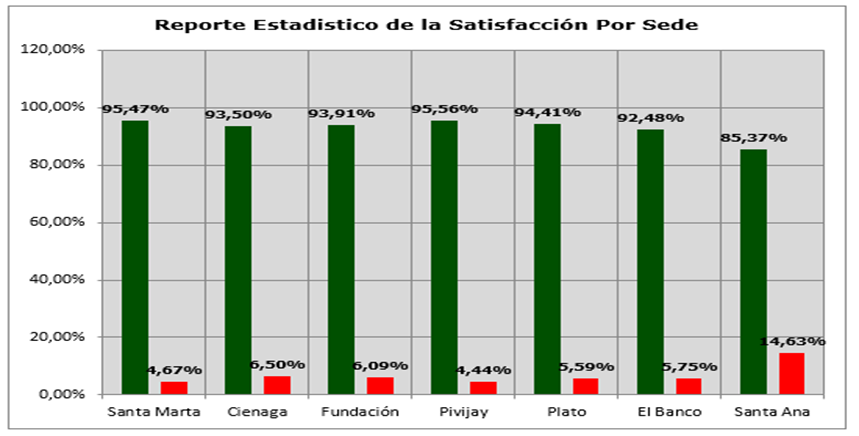 Reporte Estadistico de la Satisfacción Por Sede
120,00%
100,00%
80,00%
60,00%
40,00%
20,00%
0,00%
95,47%
4,67%
93,50%
6,50%
93,91%
6,09%
95,56%
4,44%
94,41%
5,59%
92,48%
5,75%
85,37%
14,63%
Santa Marta
Cienaga
Fundación
Pivijay
Plato
El Banco
Santa Ana